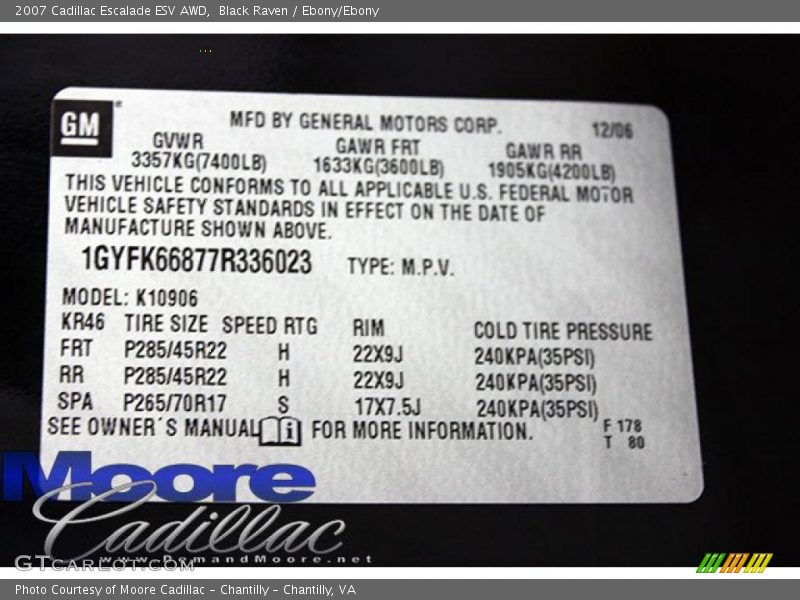 2007 Cadillac Escalade ESV AWD, Black Raven / Ebony/Ebony
GM
MFD BY GENERAL MOTORS CORP. 12/06
GVWR GAWR FRT GAWR RR
3357KG(7400LB) 1633KG(3600LB) 1905KG(4200LB)
THIS VEHICLE CONFORMS TO ALL APPLICABLE U.S. FEDERAL MOTOR
VEHICLE SAFETY STANDARDS IN EFFECT ON THE DATE OF
MANUFACTURE SHOWN ABOVE.
1GYFK66877R336023 TYPE: M.P.V.
MODEL: K10906
KR46 TIRE SIZE SPEED RTG RIM COLD TIRE PRESSURE
FRT P285/45R22 H 22X9J 240KPA(35PSI)
RR P285/45R22 H 22X9J 240KPA(35PSI)
SPA P265/70R17 S 17X7.5J 240KPA(35PSI)
SEE OWNER'S MANUAL i FOR MORE INFORMATION. F 178
T 80
Moore
Cadillac
www.DemandMoore.net
GTcarlot.com
Photo Courtesy of Moore Cadillac - Chantilly - Chantilly, VA